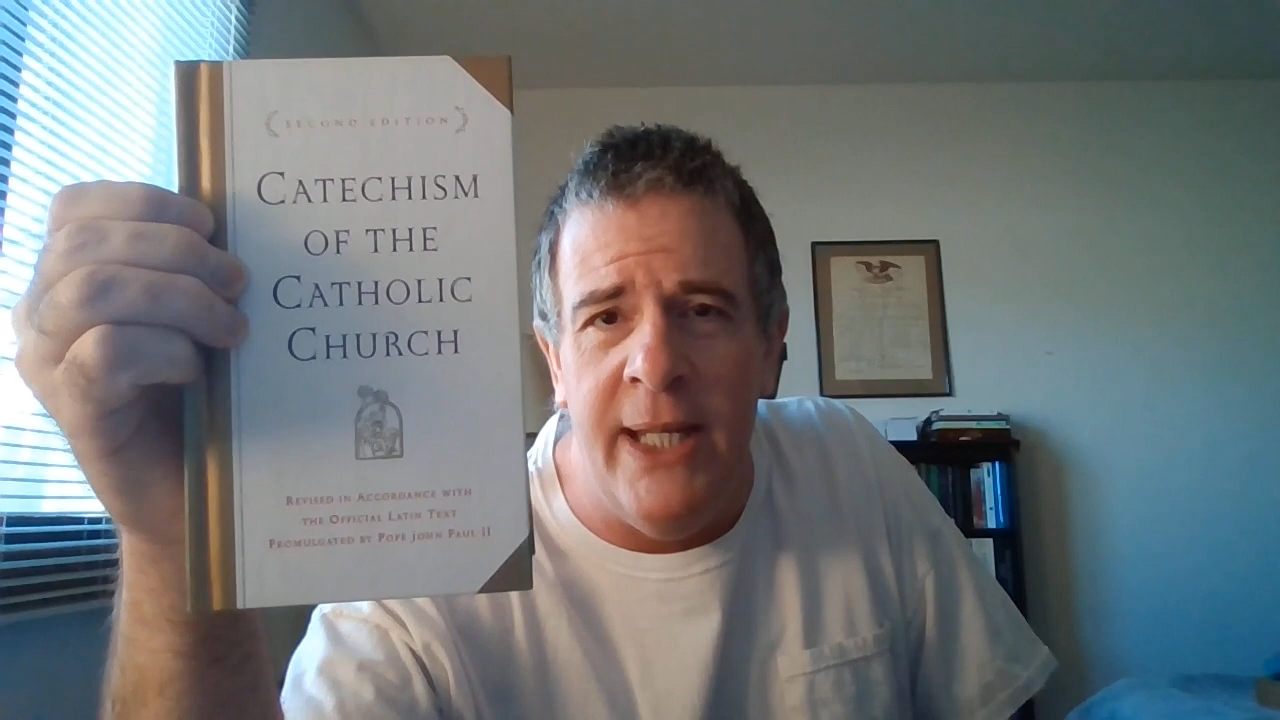 SECOND EDITION
CATECHISM
OF THE
CATHOLIC
CHURCH
REVISED IN ACCORDANCE WITH
THE OFFICIAL LATIN TEXT
PROMULGATED BY POPE JOHN PAUL II